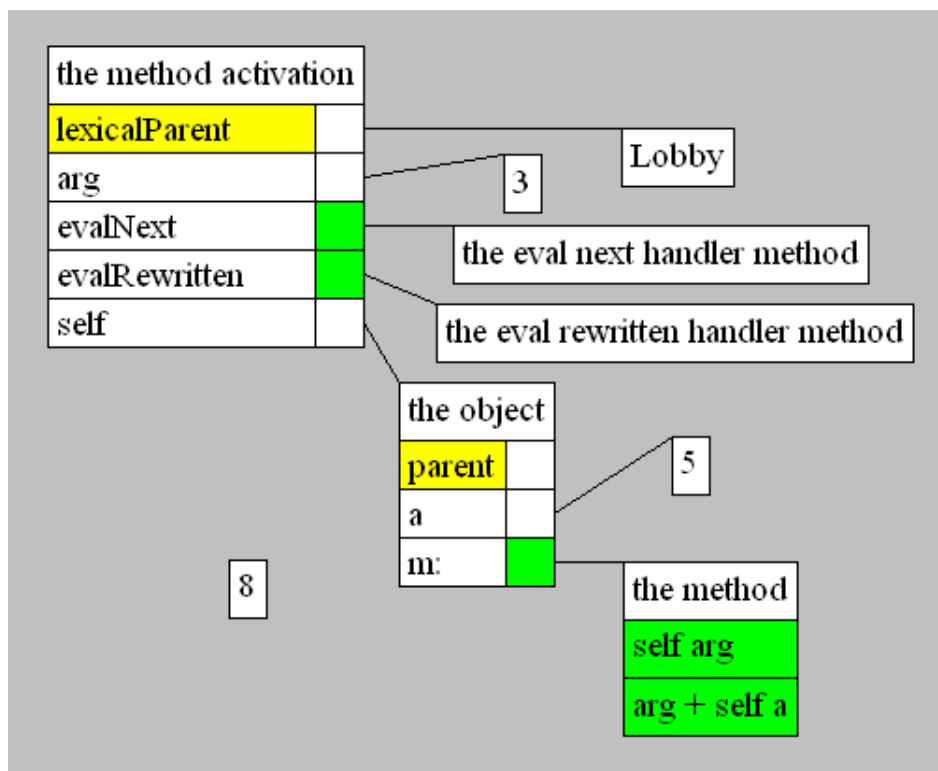 the method activation
lexicalParent
Lobby
arg
3
evalNext
the eval next handler method
evalRewritten
the eval rewritten handler method
self
the object
parent
5
a
m:
8
the method
self arg
arg + self a